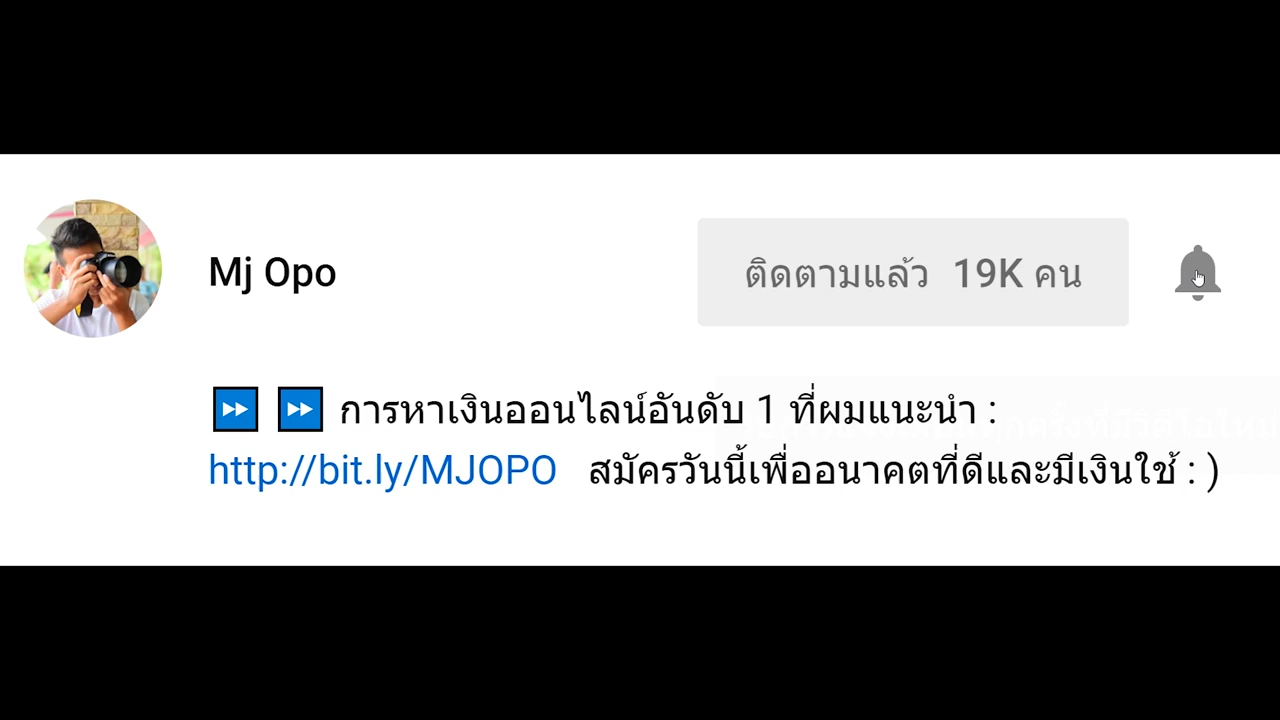 Mj Opo
ติดตามแล้ว 19K คน
⏩ ⏩ การหาเงินออนไลน์อันดับ 1 ที่ผมแนะนำ :
http://bit.ly/MJOPO สมัครวันนี้เพื่ออนาคตที่ดีและมีเงินใช้ : )